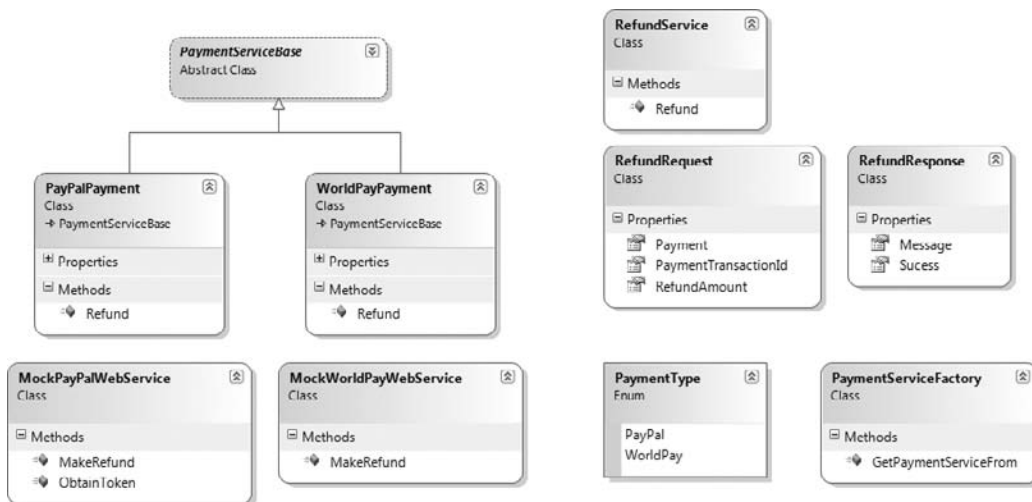 PaymentServiceBase
Abstract Class
PayPalPayment
Class
PaymentServiceBase
Properties
Methods
Refund
WorldPayPayment
Class
PaymentServiceBase
Properties
Methods
Refund
MockPayPalWebService
Class
Methods
MakeRefund
ObtainToken
MockWorldPayWebService
Class
Methods
MakeRefund
RefundService
Class
Methods
Refund
RefundRequest
Class
Properties
Payment
PaymentTransactionId
RefundAmount
RefundResponse
Class
Properties
Message
Sucess
PaymentType
Enum
PayPal
WorldPay
PaymentServiceFactory
Class
Methods
GetPaymentServiceFrom